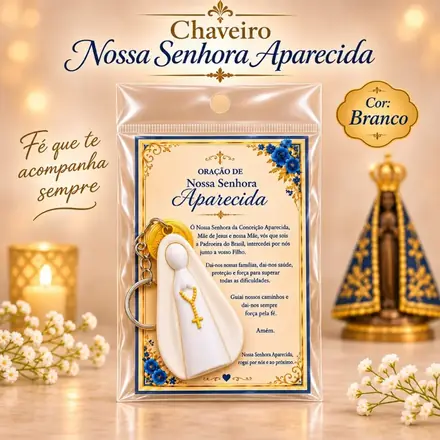 Chaveiro
Nossa Senhora Aparecida
Cor:
Branco
Fé que te
acompanha
sempre
ORAÇÃO DE
Nossa Senhora
Aparecida
Ó Nossa Senhora da Conceição Aparecida,
Mãe de Jesus e nossa Mãe, vós que sois
a Padroeira do Brasil, intercedei por nós
junto a vosso Filho.
Dai-nos nossas famílias, dai-nos saúde,
proteção e força para superar
todas as dificuldades.
Guiai nossos caminhos e
dai-nos sempre
força pela fé.
Amém.
Nossa Senhora Aparecida,
rogai por nós e ao próximo.